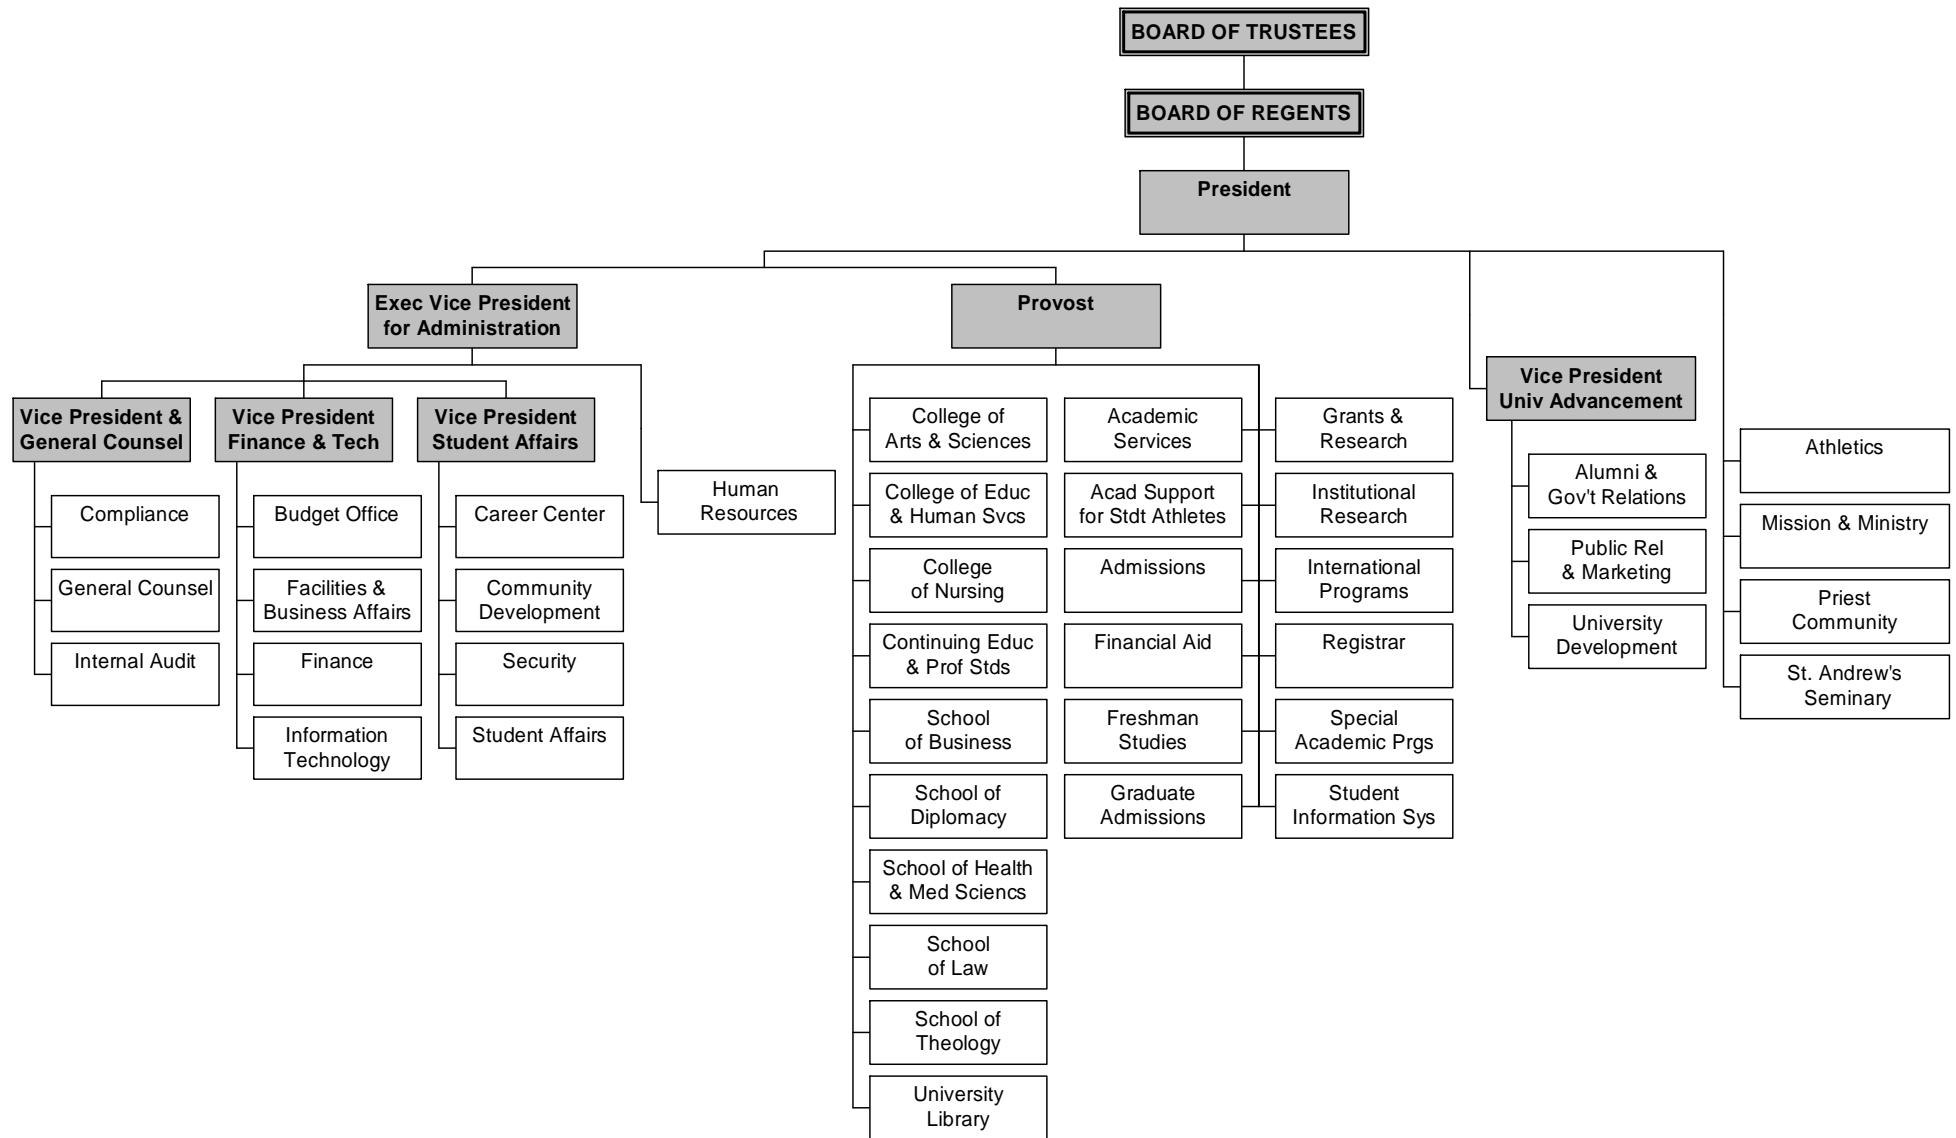 BOARD OF TRUSTEES
BOARD OF REGENTS
President
Exec Vice President
for Administration
Provost
Vice President
Univ Advancement
Vice President &
General Counsel
Vice President
Finance & Tech
Vice President
Student Affairs
Compliance
General Counsel
Internal Audit
Budget Office
Facilities &
Business Affairs
Finance
Information
Technology
Career Center
Community
Development
Security
Student Affairs
Human
Resources
College of
Arts & Sciences
College of Educ
& Human Svcs
College
of Nursing
Continuing Educ
& Prof Stds
School
of Business
School of
Diplomacy
School of Health
& Med Sciencs
School
of Law
School of
Theology
University
Library
Academic
Services
Acad Support
for Stdt Athletes
Admissions
Financial Aid
Freshman
Studies
Graduate
Admissions
Grants &
Research
Institutional
Research
International
Programs
Registrar
Special
Academic Prgs
Student
Information Sys
Alumni &
Gov't Relations
Public Rel
& Marketing
University
Development
Athletics
Mission & Ministry
Priest
Community
St. Andrew's
Seminary